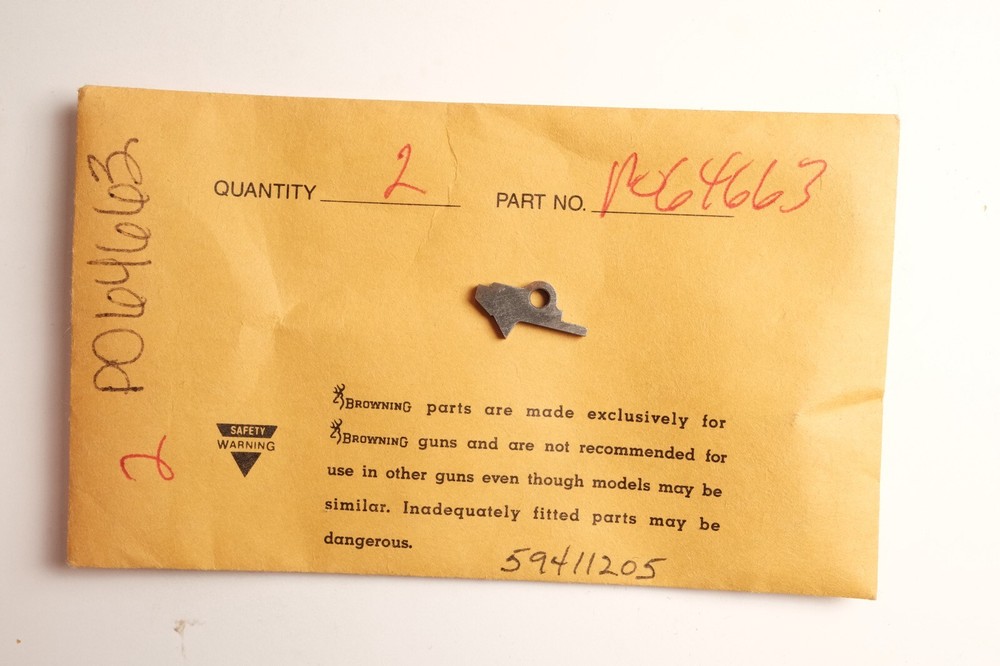 QUANTITY 2 PART NO. P064663
P064663
2
SAFETY
WARNING
BROWNING parts are made exclusively for
BROWNING guns and are not recommended for
use in other guns even though models may be
similar. Inadequately fitted parts may be
dangerous.
59411205